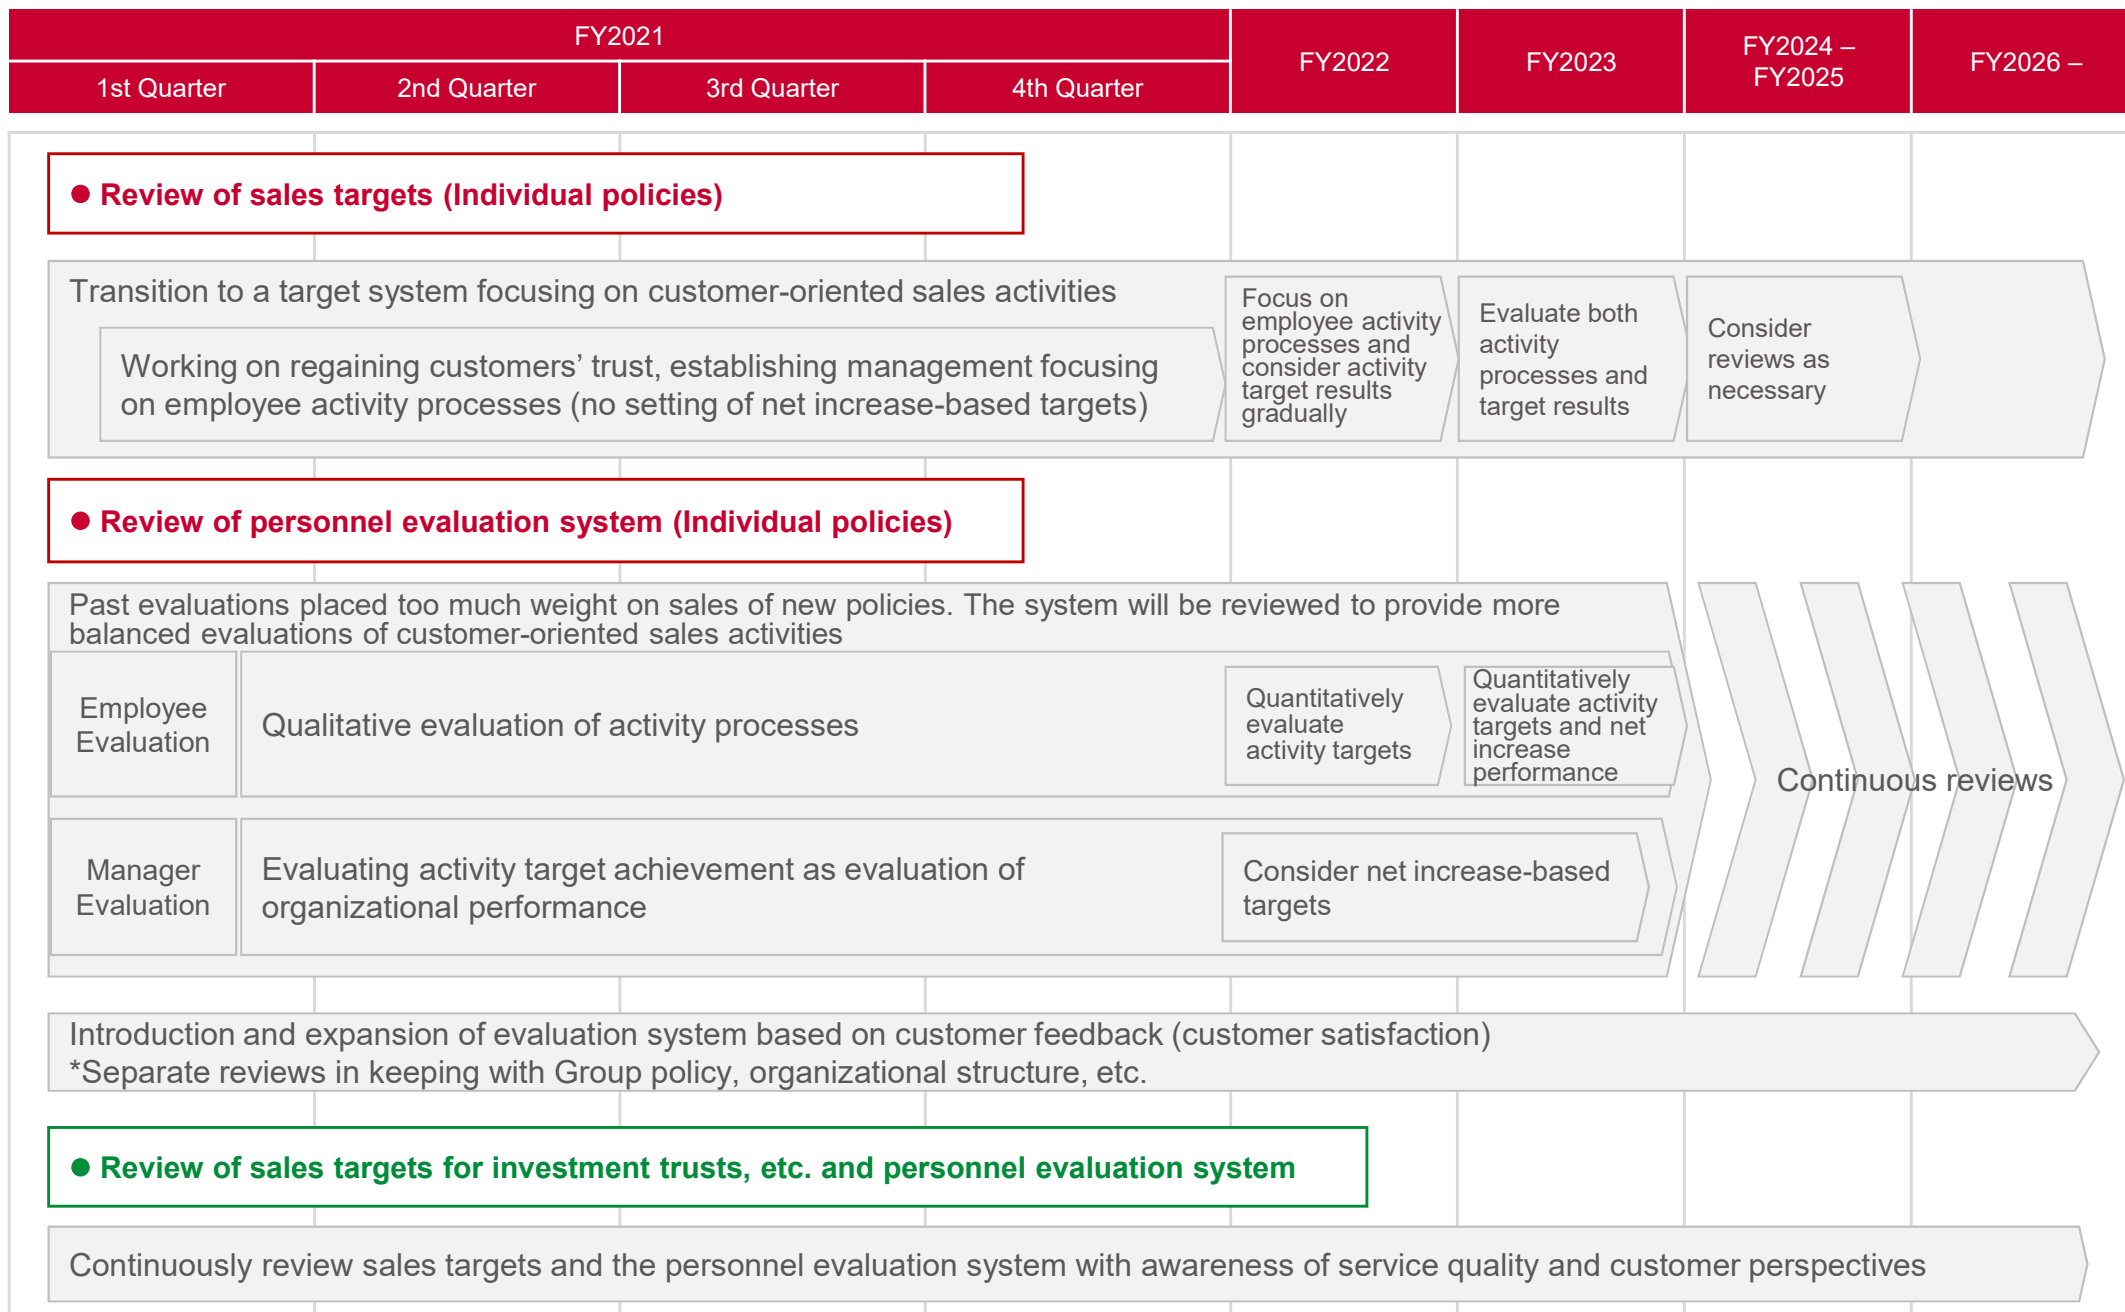 FY2021
FY2022
FY2023
FY2024 –
FY2025
FY2026 –
1st Quarter
2nd Quarter
3rd Quarter
4th Quarter
● Review of sales targets (Individual policies)
Transition to a target system focusing on customer-oriented sales activities
Working on regaining customers’ trust, establishing management focusing
on employee activity processes (no setting of net increase-based targets)
Focus on
employee activity
processes and
consider activity
target results
gradually
Evaluate both
activity
processes and
target results
Consider
reviews as
necessary
● Review of personnel evaluation system (Individual policies)
Past evaluations placed too much weight on sales of new policies. The system will be reviewed to provide more
balanced evaluations of customer-oriented sales activities
Employee
Evaluation
Qualitative evaluation of activity processes
Quantitatively
evaluate
activity targets
Quantitatively
evaluate activity
targets and net
increase
performance
Continuous reviews
Manager
Evaluation
Evaluating activity target achievement as evaluation of
organizational performance
Consider net increase-based
targets
Introduction and expansion of evaluation system based on customer feedback (customer satisfaction)
*Separate reviews in keeping with Group policy, organizational structure, etc.
● Review of sales targets for investment trusts, etc. and personnel evaluation system
Continuously review sales targets and the personnel evaluation system with awareness of service quality and customer perspectives